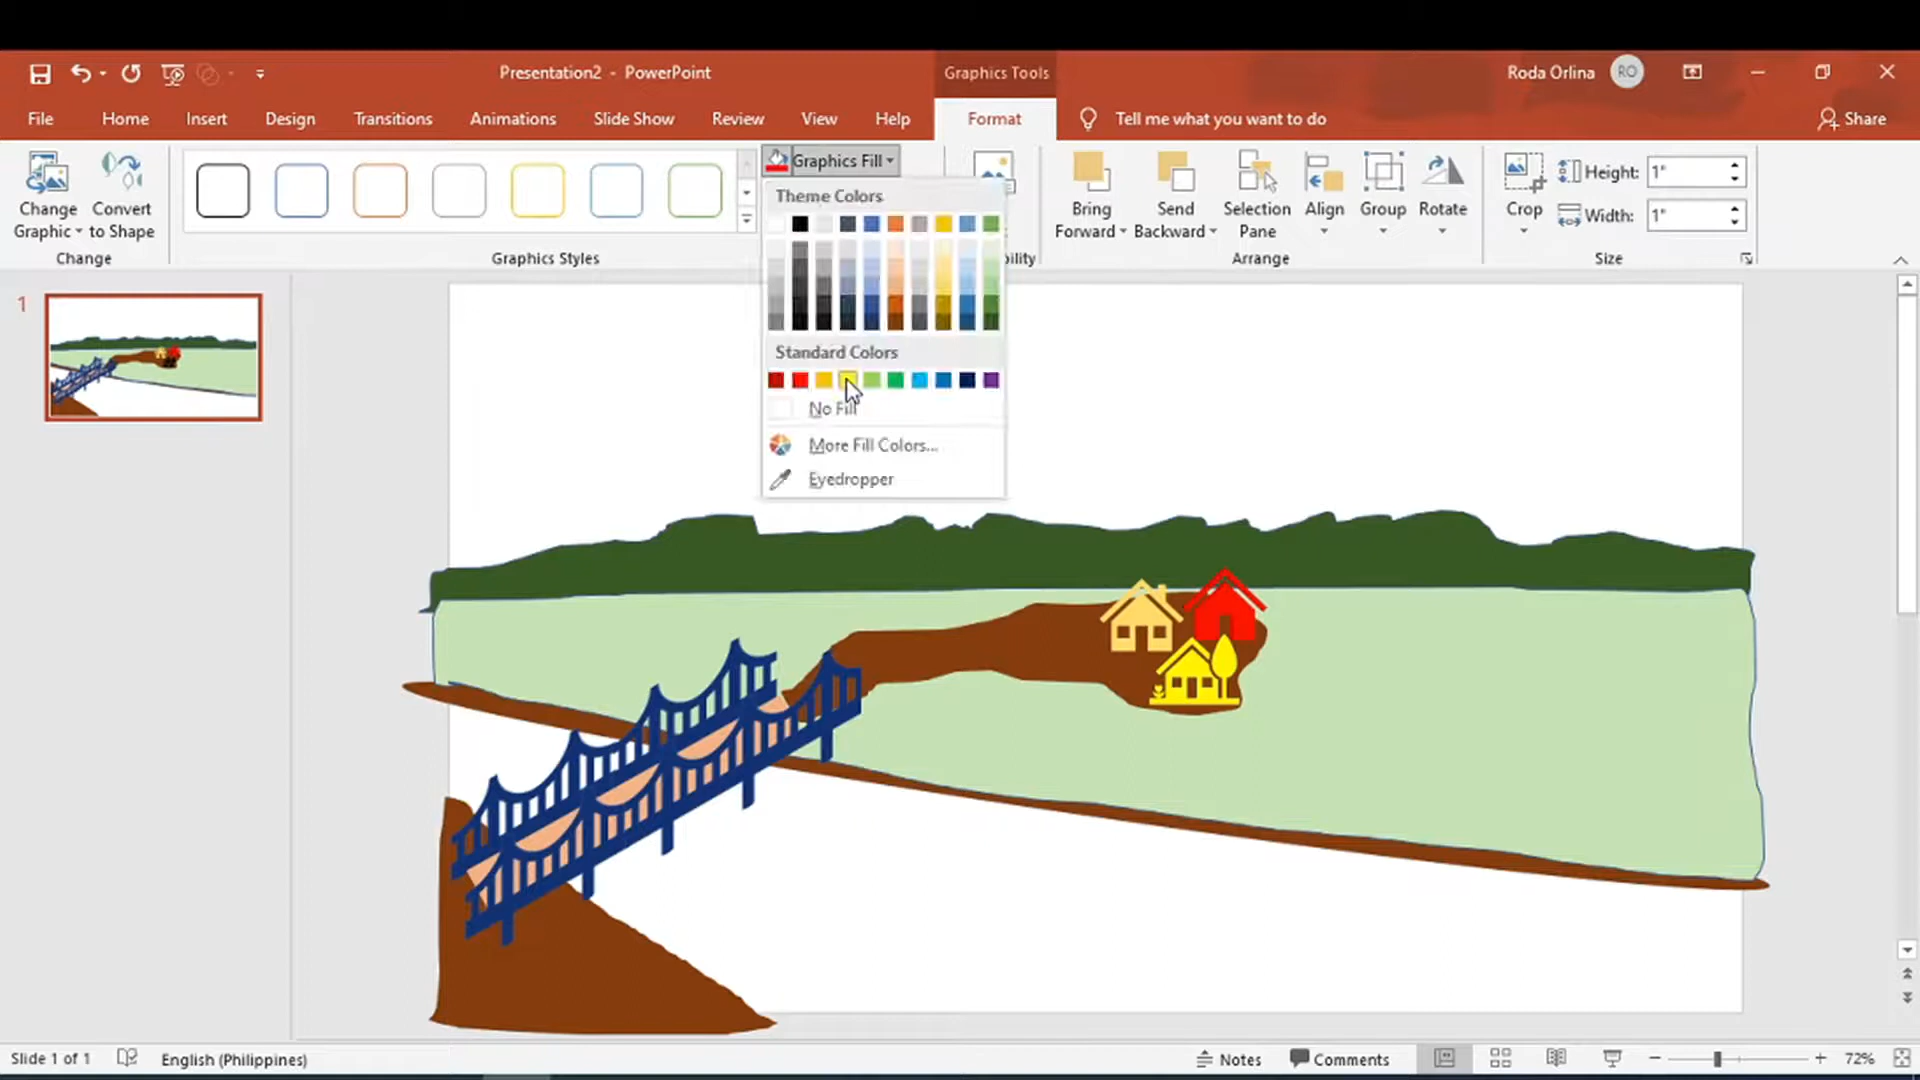 Presentation2 - PowerPoint
Graphics Tools
Roda Orlina
RO
File
Home
Insert
Design
Transitions
Animations
Slide Show
Review
View
Help
Format
Tell me what you want to do
Share
Change
Graphic
Convert
to Shape
Change
Graphics Styles
Graphics Fill
Theme Colors
Standard Colors
No Fill
More Fill Colors...
Eyedropper
Bring
Forward
Send
Backward
Selection
Pane
Align
Group
Rotate
Arrange
Crop
Height:
1"
Width:
1"
Size
1
Slide 1 of 1
English (Philippines)
Notes
Comments
72%